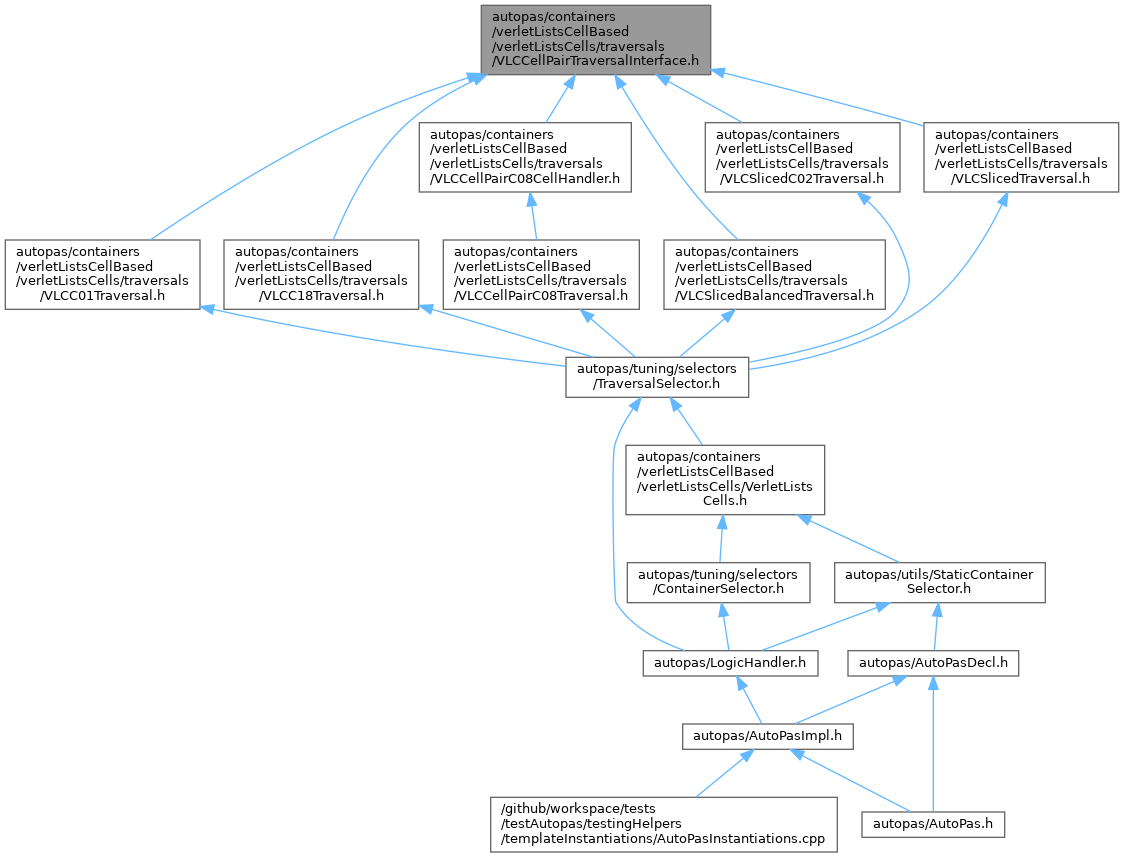 autopas/containers
/verletListsCellBased
/verletListsCells/traversals
/VLCCellPairTraversalInterface.h
autopas/containers
/verletListsCellBased
/verletListsCells/traversals
/VLCCellPairC08CellHandler.h
autopas/containers
/verletListsCellBased
/verletListsCells/traversals
/VLCSlicedC02Traversal.h
autopas/containers
/verletListsCellBased
/verletListsCells/traversals
/VLCSlicedTraversal.h
autopas/containers
/verletListsCellBased
/verletListsCells/traversals
/VLCC01Traversal.h
autopas/containers
/verletListsCellBased
/verletListsCells/traversals
/VLCC18Traversal.h
autopas/containers
/verletListsCellBased
/verletListsCells/traversals
/VLCCellPairC08Traversal.h
autopas/containers
/verletListsCellBased
/verletListsCells/traversals
/VLCSlicedBalancedTraversal.h
autopas/tuning/selectors
/TraversalSelector.h
autopas/containers
/verletListsCellBased
/verletListsCells/VerletLists
Cells.h
autopas/tuning/selectors
/ContainerSelector.h
autopas/utils/StaticContainer
Selector.h
autopas/LogicHandler.h
autopas/AutoPasDecl.h
autopas/AutoPasImpl.h
/github/workspace/tests
/testAutopas/testingHelpers
/templateInstantiations/AutoPasInstantiations.cpp
autopas/AutoPas.h